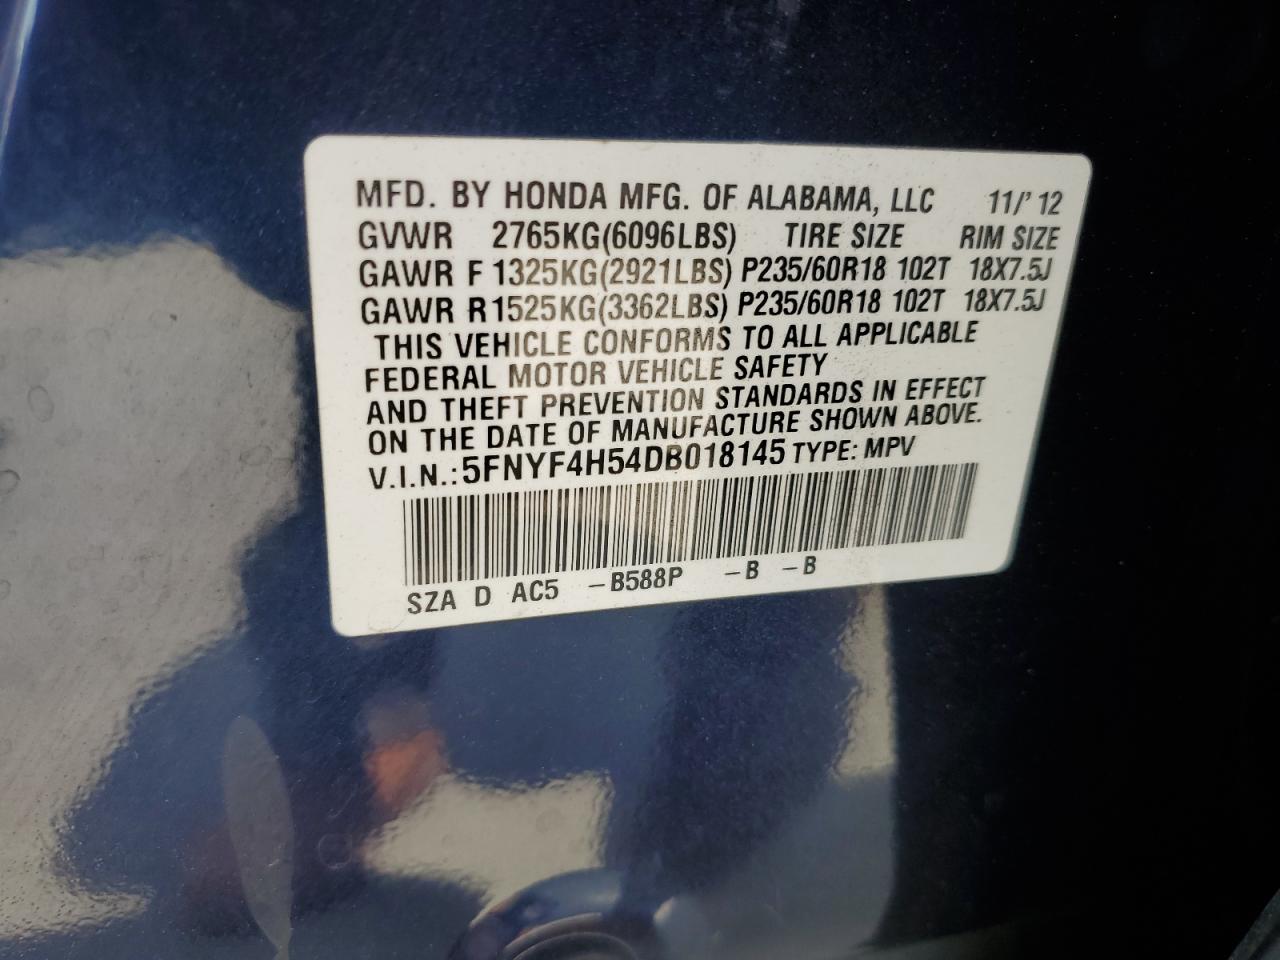 MFD. BY HONDA MFG. OF ALABAMA, LLC 11/'12
GVWR 2765KG(6096LBS) TIRE SIZE RIM SIZE
GAWR F 1325KG(2921LBS) P235/60R18 102T 18X7.5J
GAWR R 1525KG(3362LBS) P235/60R18 102T 18X7.5J
THIS VEHICLE CONFORMS TO ALL APPLICABLE
FEDERAL MOTOR VEHICLE SAFETY
AND THEFT PREVENTION STANDARDS IN EFFECT
ON THE DATE OF MANUFACTURE SHOWN ABOVE.
V.I.N.: 5FNYF4H54DB018145 TYPE: MPV
SZA D AC5 -B588P -B -B